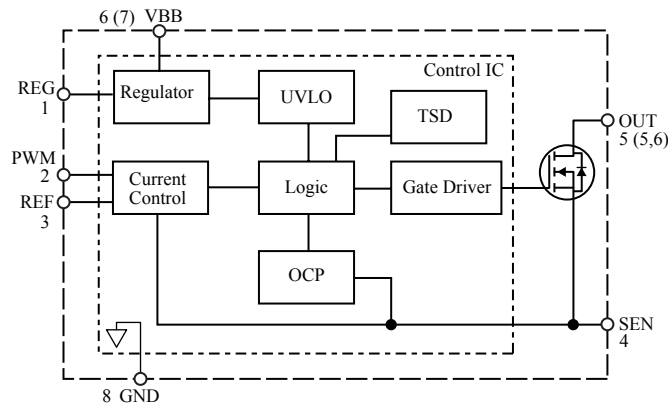 6 (7) VBB
Control IC
REG
1
Regulator
UVLO
TSD
OUT
5 (5,6)
PWM
2
REF
3
Current
Control
Logic
Gate Driver
OCP
SEN
4
8 GND